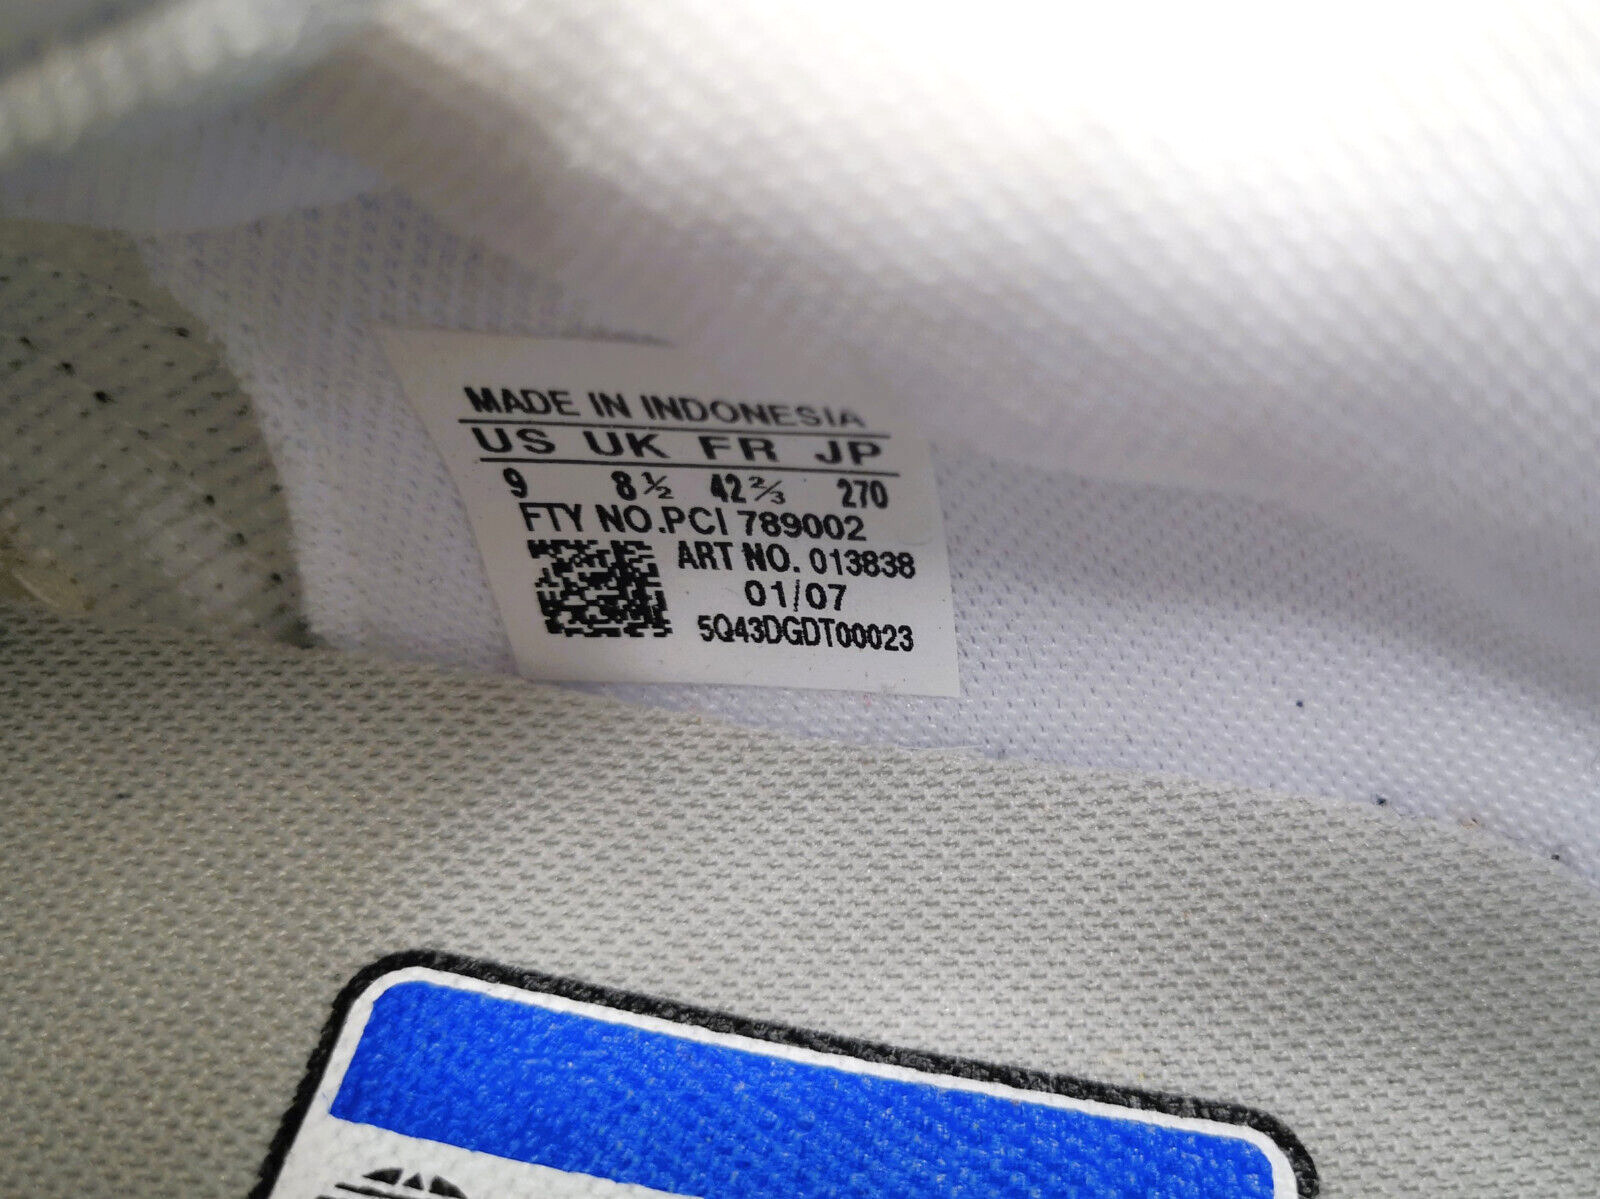 MADE IN INDONESIA
US UK FR JP
9 8½ 42⅔ 270
FTY NO.PCI 789002
ART NO. 013838
01/07
5Q43DGDT00023